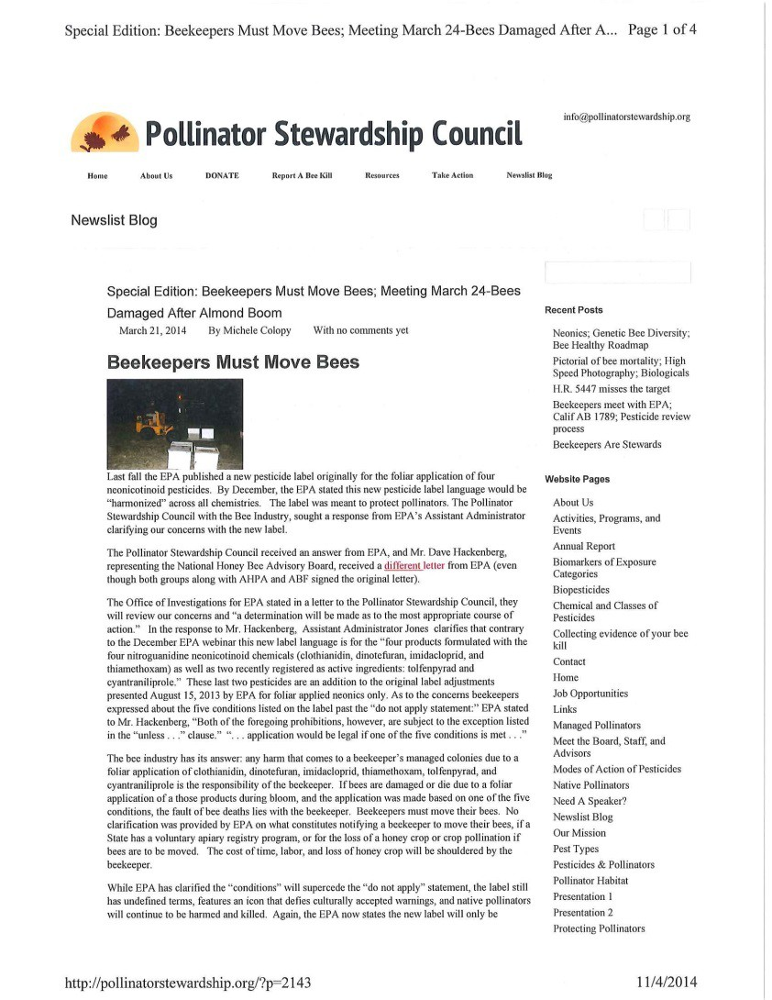 Special Edition: Beekeepers Must Move Bees; Meeting March 24-Bees Damaged After A... Page 1 of 4
Pollinator Stewardship Council
info@pollinatorstewardship.org
Home About Us DONATE Report A Bee Kill Resources Take Action Newslist Blog
Newslist Blog
Special Edition: Beekeepers Must Move Bees; Meeting March 24-Bees
Damaged After Almond Boom
March 21, 2014 By Michele Colopy With no comments yet
Beekeepers Must Move Bees
Last fall the EPA published a new pesticide label originally for the foliar application of four
neonicotinoid pesticides. By December, the EPA stated this new pesticide label language would be
“harmonized” across all chemistries. The label was meant to protect pollinators. The Pollinator
Stewardship Council with the Bee Industry, sought a response from EPA’s Assistant Administrator
clarifying our concerns with the new label.
The Pollinator Stewardship Council received an answer from EPA, and Mr. Dave Hackenberg,
representing the National Honey Bee Advisory Board, received a different letter from EPA (even
though both groups along with AHPA and ABF signed the original letter).
The Office of Investigations for EPA stated in a letter to the Pollinator Stewardship Council, they
will review our concerns and “a determination will be made as to the most appropriate course of
action.” In the response to Mr. Hackenberg, Assistant Administrator Jones clarifies that contrary
to the December EPA webinar this new label language is for the “four products formulated with the
four nitroguanidine neonicotinoid chemicals (clothianidin, dinotefuran, imidacloprid, and
thiamethoxam) as well as two recently registered as active ingredients: tolfenpyrad and
cyantraniliprole.” These last two pesticides are an addition to the original label adjustments
presented August 15, 2013 by EPA for foliar applied neonics only. As to the concerns beekeepers
expressed about the five conditions listed on the label past the “do not apply statement:” EPA stated
to Mr. Hackenberg, “Both of the foregoing prohibitions, however, are subject to the exception listed
in the “unless . . .” clause.” “. . . application would be legal if one of the five conditions is met . . .”
The bee industry has its answer: any harm that comes to a beekeeper’s managed colonies due to a
foliar application of clothianidin, dinotefuran, imidacloprid, thiamethoxam, tolfenpyrad, and
cyantraniliprole is the responsibility of the beekeeper. If bees are damaged or die due to a foliar
application of a those products during bloom, and the application was made based on one of the five
conditions, the fault of bee deaths lies with the beekeeper. Beekeepers must move their bees. No
clarification was provided by EPA on what constitutes notifying a beekeeper to move their bees, if a
State has a voluntary apiary registry program, or for the loss of a honey crop or crop pollination if
bees are to be moved. The cost of time, labor, and loss of honey crop will be shouldered by the
beekeeper.
While EPA has clarified the “conditions” will supercede the “do not apply” statement, the label still
has undefined terms, features an icon that defies culturally accepted warnings, and native pollinators
will continue to be harmed and killed. Again, the EPA now states the new label will only be
Recent Posts
Neonics; Genetic Bee Diversity;
Bee Healthy Roadmap
Pictorial of bee mortality; High
Speed Photography; Biologicals
H.R. 5447 misses the target
Beekeepers meet with EPA;
Calif AB 1789; Pesticide review
process
Beekeepers Are Stewards
Website Pages
About Us
Activities, Programs, and
Events
Annual Report
Biomarkers of Exposure
Categories
Biopesticides
Chemical and Classes of
Pesticides
Collecting evidence of your bee
kill
Contact
Home
Job Opportunities
Links
Managed Pollinators
Meet the Board, Staff, and
Advisors
Modes of Action of Pesticides
Native Pollinators
Need A Speaker?
Newslist Blog
Our Mission
Pest Types
Pesticides & Pollinators
Pollinator Habitat
Presentation 1
Presentation 2
Protecting Pollinators
http://pollinatorstewardship.org/?p=2143 11/4/2014